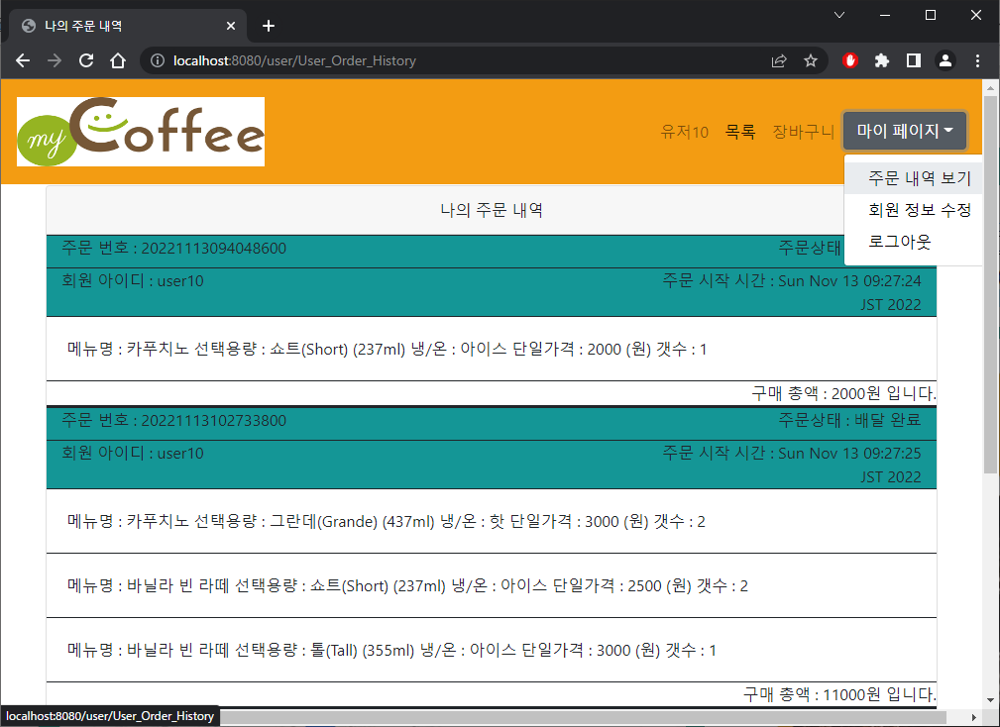 나의 주문 내역
localhost:8080/user/User_Order_History
my Coffee
유저10 목록 장바구니 마이 페이지
주문 내역 보기
회원 정보 수정
로그아웃
나의 주문 내역
주문 번호 : 20221113094048600 주문상태
회원 아이디 : user10 주문 시작 시간 : Sun Nov 13 09:27:24
JST 2022
메뉴명 : 카푸치노 선택용량 : 쇼트(Short) (237ml) 냉/온 : 아이스 단일가격 : 2000 (원) 갯수 : 1
구매 총액 : 2000원 입니다.
주문 번호 : 20221113102733800 주문상태 : 배달 완료
회원 아이디 : user10 주문 시작 시간 : Sun Nov 13 09:27:25
JST 2022
메뉴명 : 카푸치노 선택용량 : 그란데(Grande) (437ml) 냉/온 : 핫 단일가격 : 3000 (원) 갯수 : 2
메뉴명 : 바닐라 빈 라떼 선택용량 : 쇼트(Short) (237ml) 냉/온 : 아이스 단일가격 : 2500 (원) 갯수 : 2
메뉴명 : 바닐라 빈 라떼 선택용량 : 톨(Tall) (355ml) 냉/온 : 아이스 단일가격 : 3000 (원) 갯수 : 1
구매 총액 : 11000원 입니다.
localhost:8080/user/User_Order_History